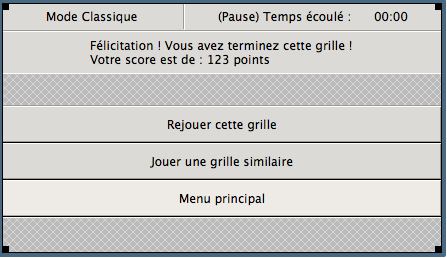 Mode Classique
(Pause) Temps écoulé : 00:00
Félicitation ! Vous avez terminez cette grille !
Votre score est de : 123 points
Rejouer cette grille
Jouer une grille similaire
Menu principal